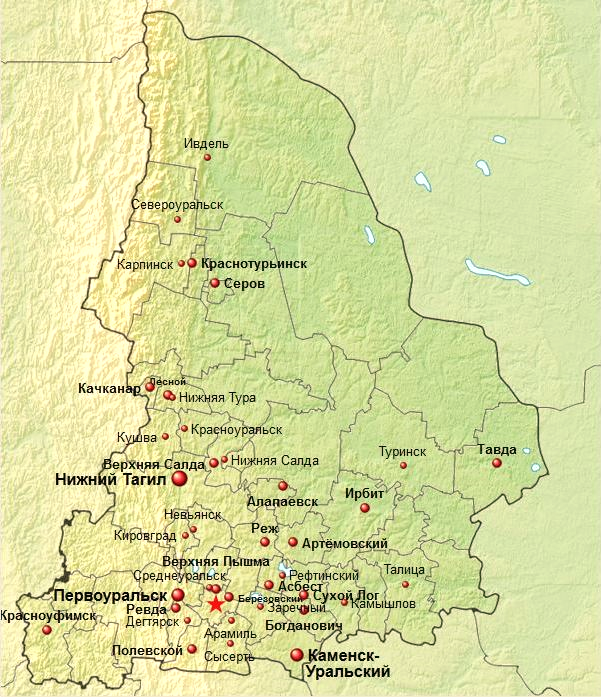 Ивдель
Североуральск
Карпинск
Краснотурьинск
Серов
Лесной
Качканар
Нижняя Тура
Красноуральск
Кушва
Верхняя Салда
Нижняя Салда
Туринск
Тавда
Нижний Тагил
Алапаевск
Ирбит
Невьянск
Кировград
Реж
Артёмовский
Верхняя Пышма
Среднеуральск
Рефтинский
Талица
Асбест
Первоуральск
Березовский
Сухой Лог
Ревда
Заречный
Камышлов
Красноуфимск
Дегтярск
Арамиль
Богданович
Полевской
Сысерть
Каменск-
Уральский